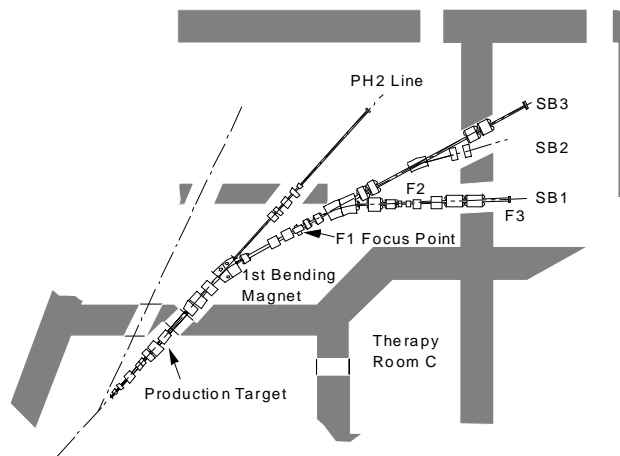 PH2 Line
SB3
SB2
F2
SB1
F3
F1 Focus Point
1st Bending
Magnet
Therapy
Room C
Production Target